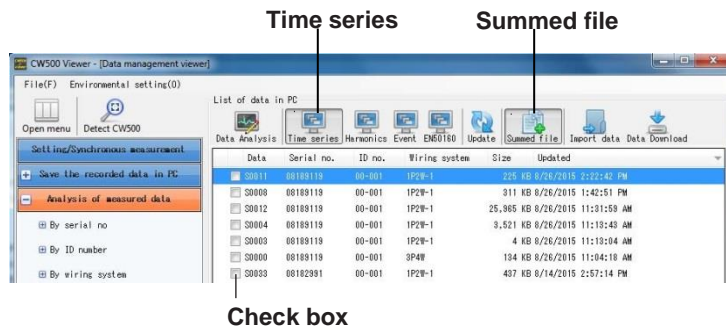 Time series Summed file
CW500 Viewer - [Data management viewer]
File(F) Environmental setting(O)
List of data in PC
Open menu Detect CW500 Data Analysis Time series Harmonics Event EN50160 Update Summed file Import data Data Download
Setting/Synchronous measurement
Data Serial no. ID no. Wiring system Size Updated
Save the recorded data in PC
S0011 08189119 00-001 1P2W-1 225 KB 8/26/2015 2:22:42 PM
S0008 08189119 00-001 1P2W-1 311 KB 8/26/2015 1:42:51 PM
Analysis of measured data
S0012 08189119 00-001 1P2W-1 25,965 KB 8/26/2015 11:31:59 AM
By serial no
S0004 08189119 00-001 1P2W-1 3,521 KB 8/26/2015 11:13:43 AM
S0003 08189119 00-001 1P2W-1 4 KB 8/26/2015 11:13:04 AM
By ID number
S0000 08189119 00-001 3P4W 134 KB 8/26/2015 11:04:18 AM
By wiring system
S0033 08182991 00-001 1P2W-1 437 KB 8/14/2015 2:57:14 PM
Check box